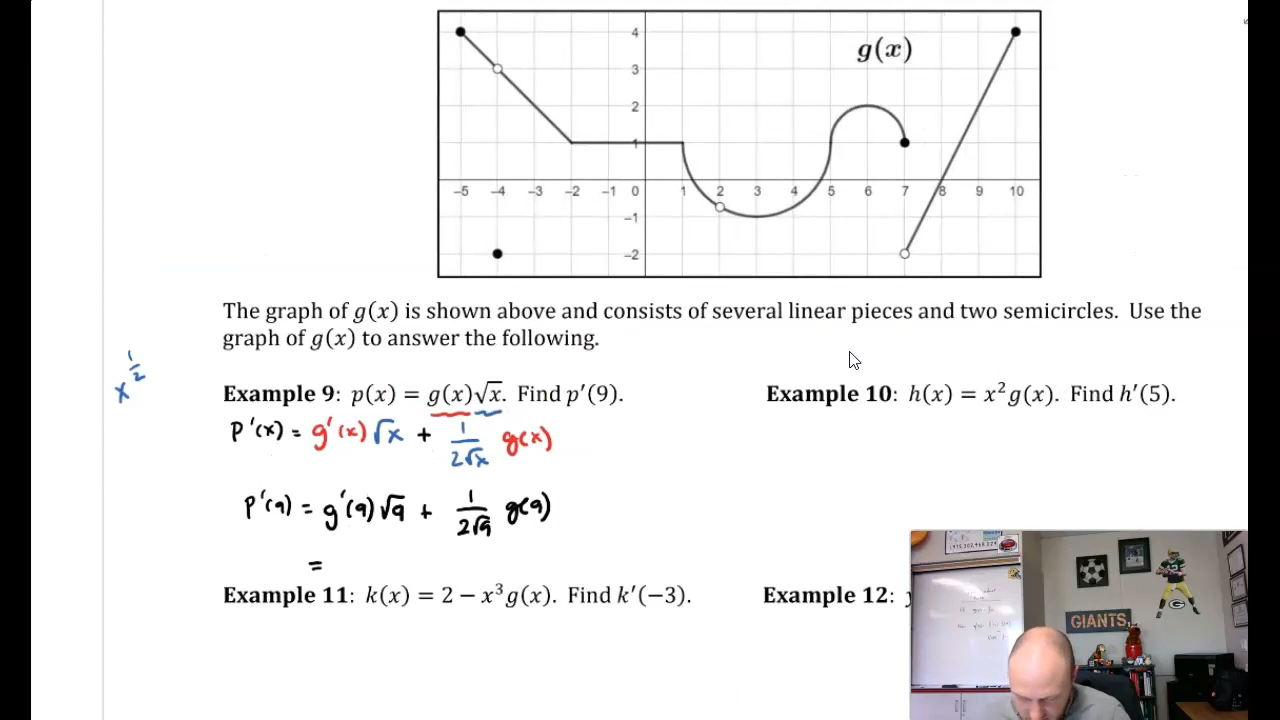 4
g(x)
3
2
1
-5 -4 -3 -2 -1 0 1 2 3 4 5 6 7 8 9 10
-1
-2
The graph of g(x) is shown above and consists of several linear pieces and two semicircles. Use the
graph of g(x) to answer the following.
x^{1/2}
Example 9: p(x) = g(x)√x. Find p′(9).
Example 10: h(x) = x²g(x). Find h′(5).
P'(x) = g'(x) √x + 1/(2√x) g(x)
P'(9) = g'(9) √9 + 1/(2√9) g(9)
=
Example 11: k(x) = 2 − x³g(x). Find k′(−3).
Example 12:
GIANTS
G